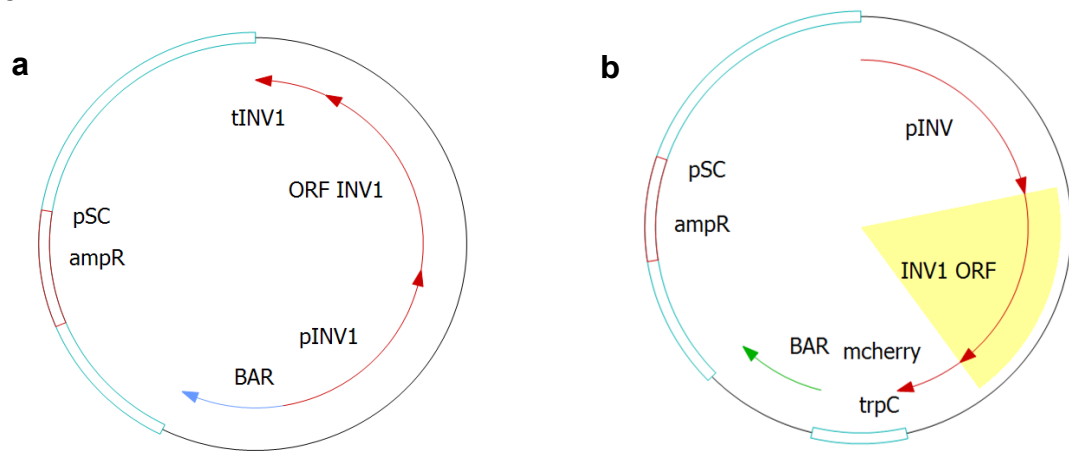 a
tINV1
ORF INV1
pSC
ampR
pINV1
BAR
b
pINV
pSC
ampR
INV1 ORF
BAR mcherry
trpC